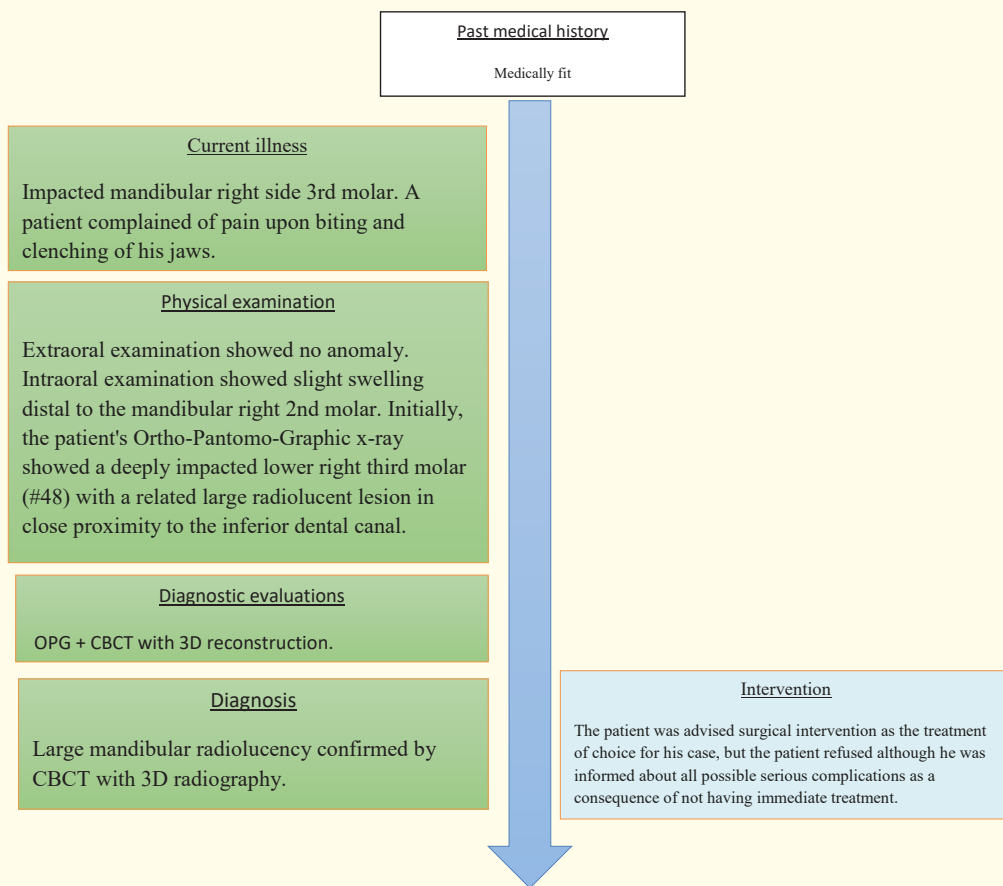 Past medical history
Medically fit
Current illness
Impacted mandibular right side 3rd molar. A
patient complained of pain upon biting and
clenching of his jaws.
Physical examination
Extraoral examination showed no anomaly.
Intraoral examination showed slight swelling
distal to the mandibular right 2nd molar. Initially,
the patient's Ortho-Pantomo-Graphic x-ray
showed a deeply impacted lower right third molar
(#48) with a related large radiolucent lesion in
close proximity to the inferior dental canal.
Diagnostic evaluations
OPG + CBCT with 3D reconstruction.
Diagnosis
Large mandibular radiolucency confirmed by
CBCT with 3D radiography.
Intervention
The patient was advised surgical intervention as the treatment
of choice for his case, but the patient refused although he was
informed about all possible serious complications as a
consequence of not having immediate treatment.